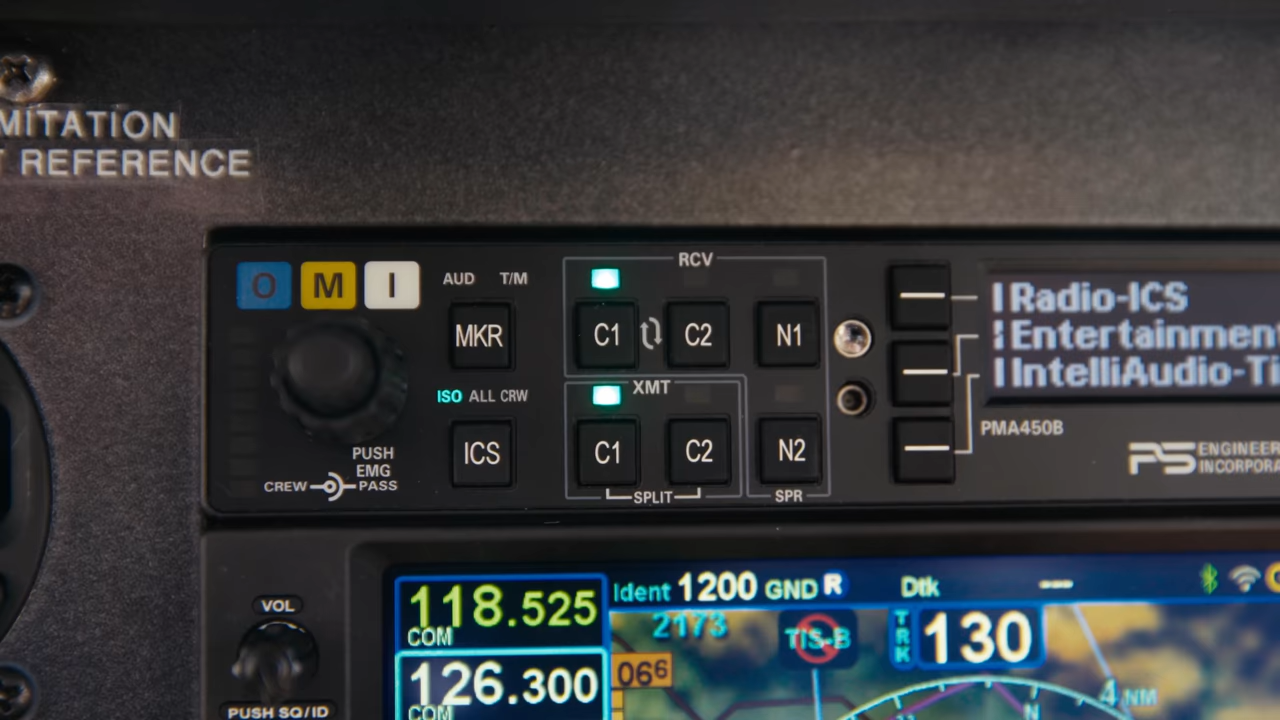 MITATION
REFERENCE
O M I
AUD T/M
MKR
ISO ALL CRW
ICS
PUSH
EMG
CREW PASS
RCV
C1 C2 N1
XMT
C1 C2 N2
SPLIT
SPR
Radio-ICS
Entertainmen
IntelliAudio-Ti
PMA450B
PS ENGINEER
INCORPORA
VOL
PUSH SQ/ID
118.525
COM
126.300
COM
Ident 1200 GND R
Dtk ---
2173
TIS-B
TRK 130
066
4 NM
N